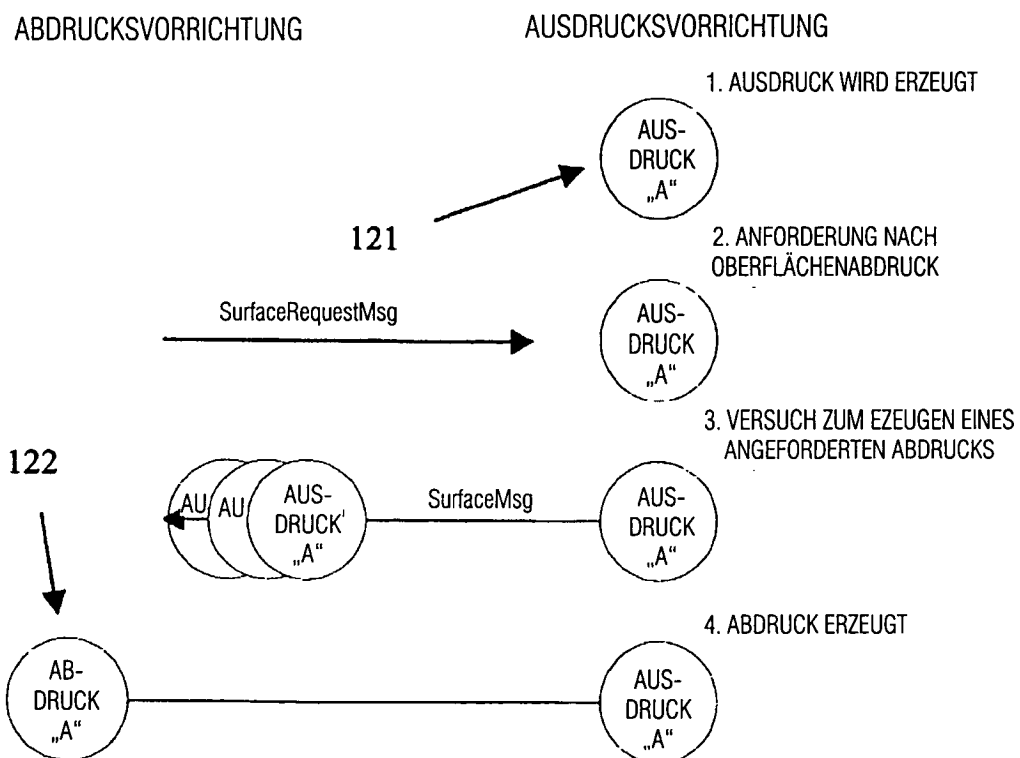 ABDRUCKSVORRICHTUNG
AUSDRUCKSVORRICHTUNG
1. AUSDRUCK WIRD ERZEUGT
AUS-
DRUCK
„A“
121
2. ANFORDERUNG NACH
OBERFLÄCHENABDRUCK
SurfaceRequestMsg
AUS-
DRUCK
„A“
3. VERSUCH ZUM EZEUGEN EINES
ANGEFORDERTEN ABDRUCKS
122
AU
AU
AUS-
DRUCK'
„A“
SurfaceMsg
AUS-
DRUCK
„A“
4. ABDRUCK ERZEUGT
AB-
DRUCK
„A“
AUS-
DRUCK
„A“